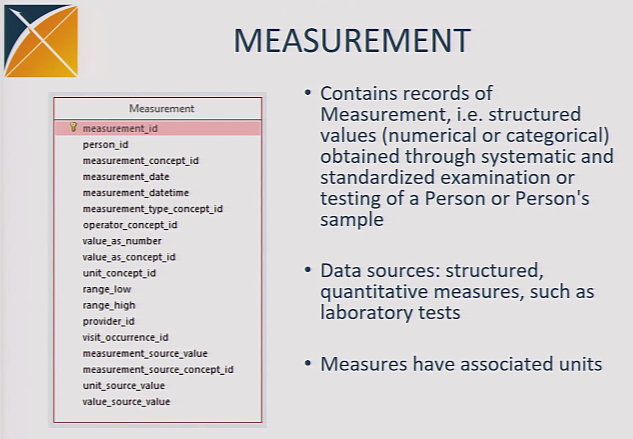 MEASUREMENT
Measurement
measurement_id
person_id
measurement_concept_id
measurement_date
measurement_datetime
measurement_type_concept_id
operator_concept_id
value_as_number
value_as_concept_id
unit_concept_id
range_low
range_high
provider_id
visit_occurrence_id
measurement_source_value
measurement_source_concept_id
unit_source_value
value_source_value
• Contains records of
Measurement, i.e. structured
values (numerical or categorical)
obtained through systematic and
standardized examination or
testing of a Person or Person's
sample
• Data sources: structured,
quantitative measures, such as
laboratory tests
• Measures have associated units